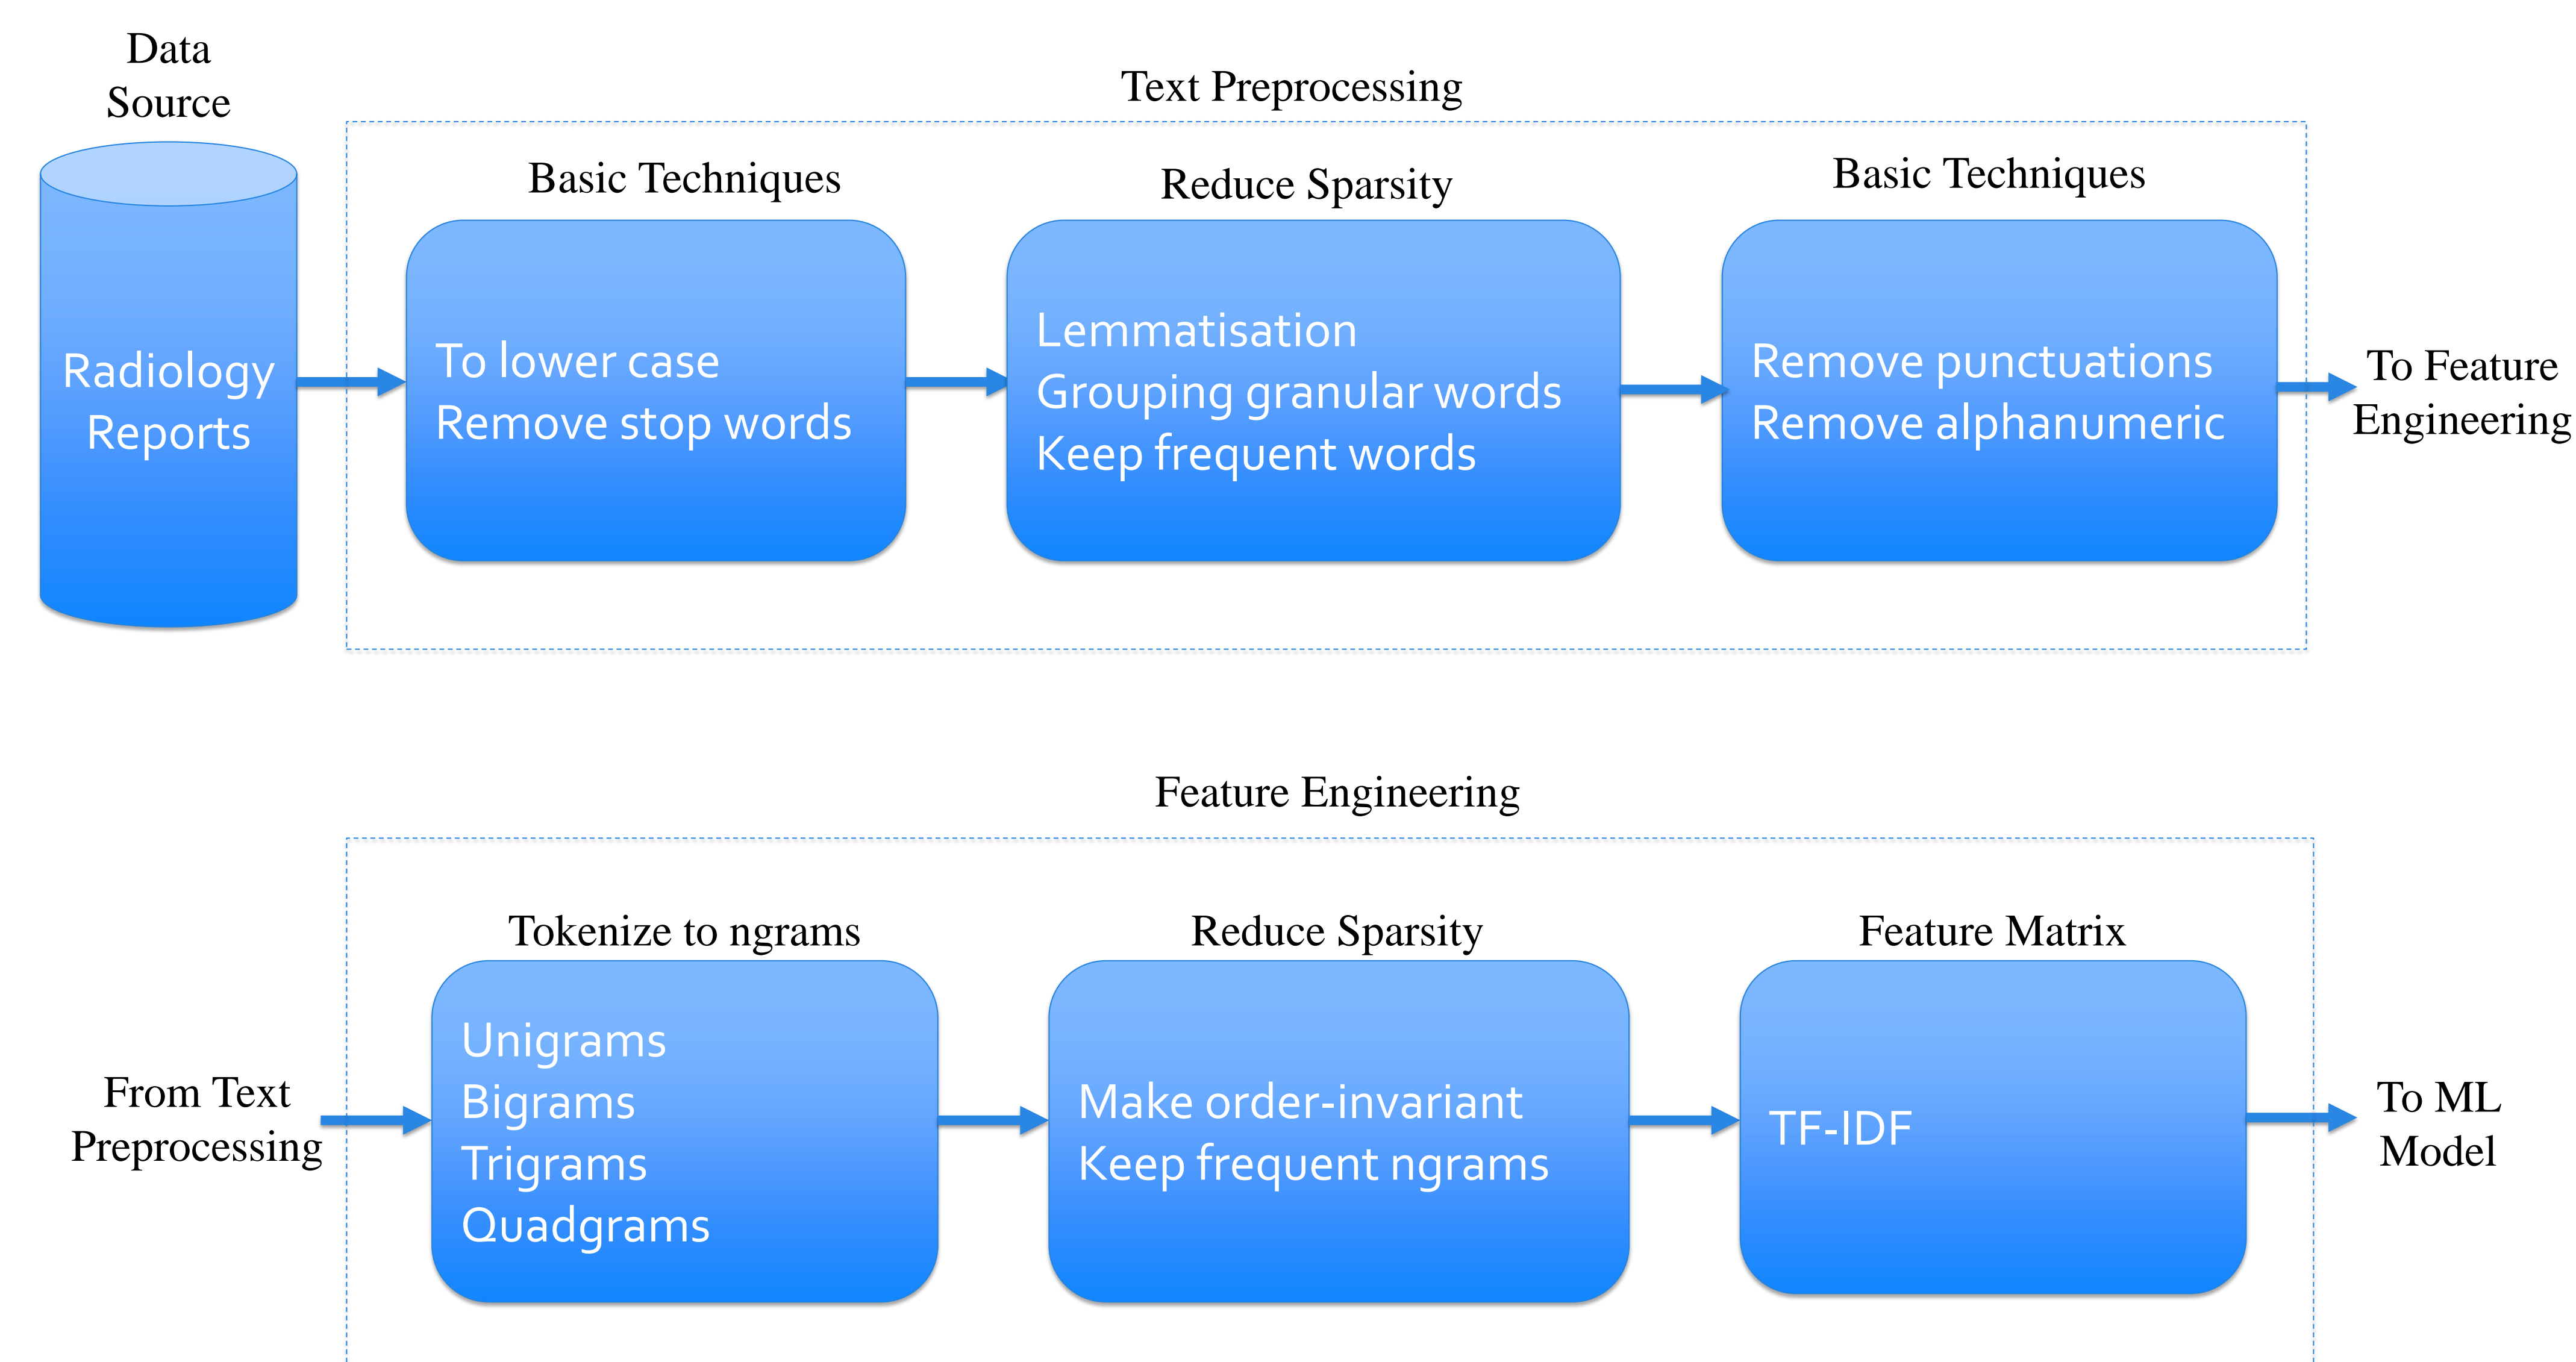 Data
Source
Text Preprocessing
Basic Techniques
Reduce Sparsity
Basic Techniques
Radiology
Reports
To lower case
Remove stop words
Lemmatisation
Grouping granular words
Keep frequent words
Remove punctuations
Remove alphanumeric
To Feature
Engineering
Feature Engineering
Tokenize to ngrams
Reduce Sparsity
Feature Matrix
From Text
Preprocessing
Unigrams
Bigrams
Trigrams
Quadgrams
Make order-invariant
Keep frequent ngrams
TF-IDF
To ML
Model